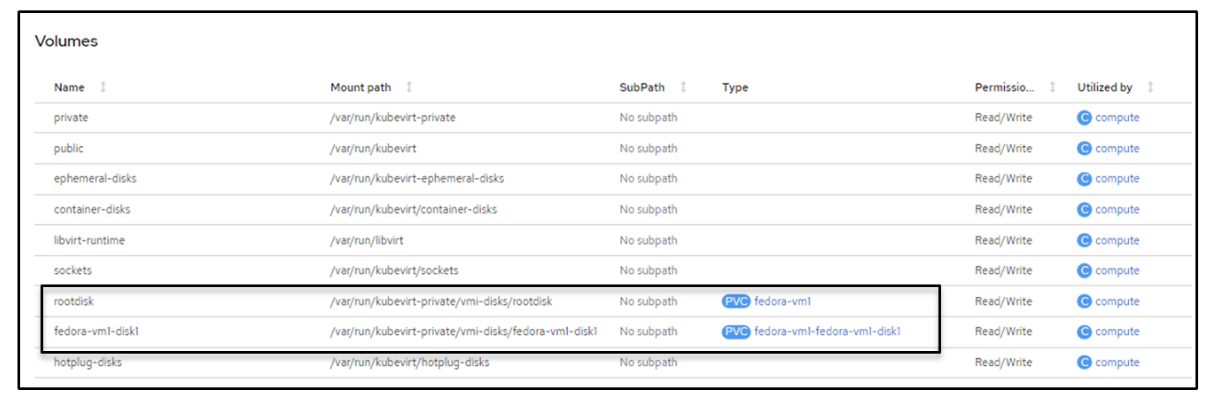 Volumes
Name Mount path SubPath Type Permissio... Utilized by
private /var/run/kubevirt-private No subpath Read/Write C compute
public /var/run/kubevirt No subpath Read/Write C compute
ephemeral-disks /var/run/kubevirt-ephemeral-disks No subpath Read/Write C compute
container-disks /var/run/kubevirt/container-disks No subpath Read/Write C compute
libvirt-runtime /var/run/libvirt No subpath Read/Write C compute
sockets /var/run/kubevirt/sockets No subpath Read/Write C compute
rootdisk /var/run/kubevirt-private/vmi-disks/rootdisk No subpath PVC fedora-vm1 Read/Write C compute
fedora-vm1-disk1 /var/run/kubevirt-private/vmi-disks/fedora-vm1-disk1 No subpath PVC fedora-vm1-fedora-vm1-disk1 Read/Write C compute
hotplug-disks /var/run/kubevirt/hotplug-disks No subpath Read/Write C compute